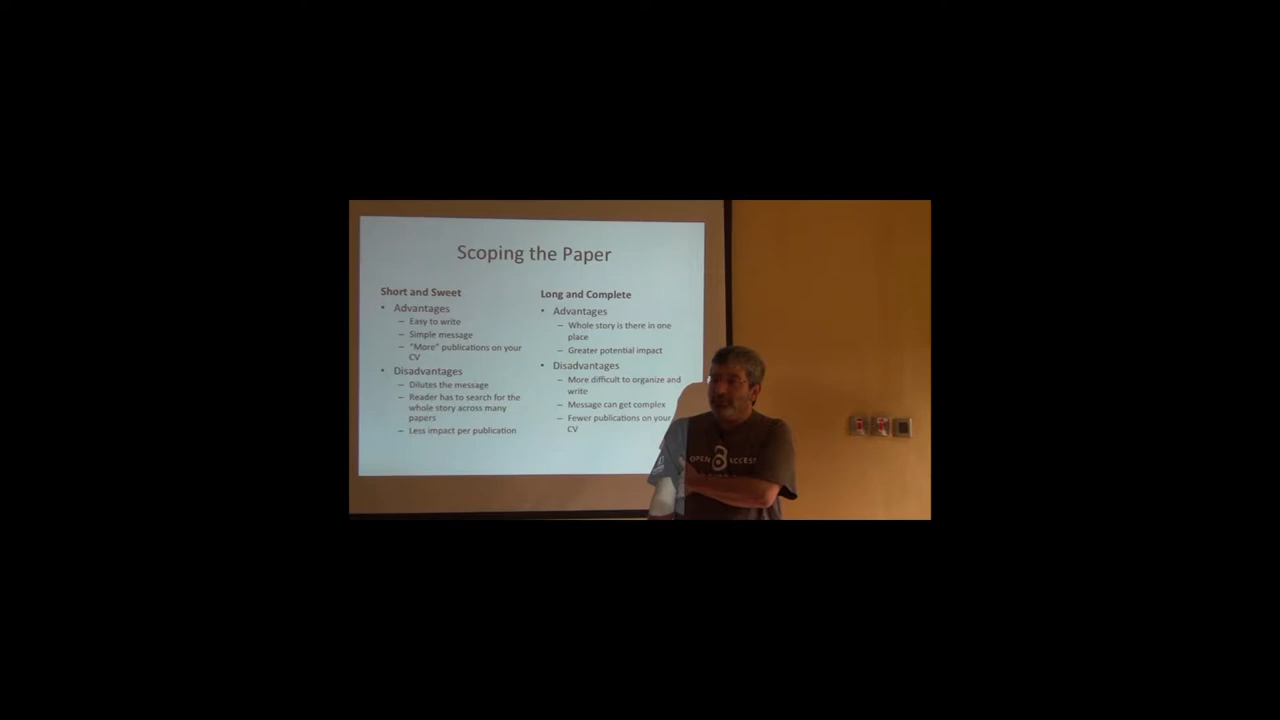 Scoping the Paper
Short and Sweet
• Advantages
– Easy to write
– Simple message
– "More" publications on your
CV
• Disadvantages
– Dilutes the message
– Reader has to search for the
whole story across many
papers
– Less impact per publication
Long and Complete
• Advantages
– Whole story is there in one
place
– Greater potential impact
• Disadvantages
– More difficult to organize and
write
– Message can get complex
– Fewer publications on your
CV
OPEN ACCESS